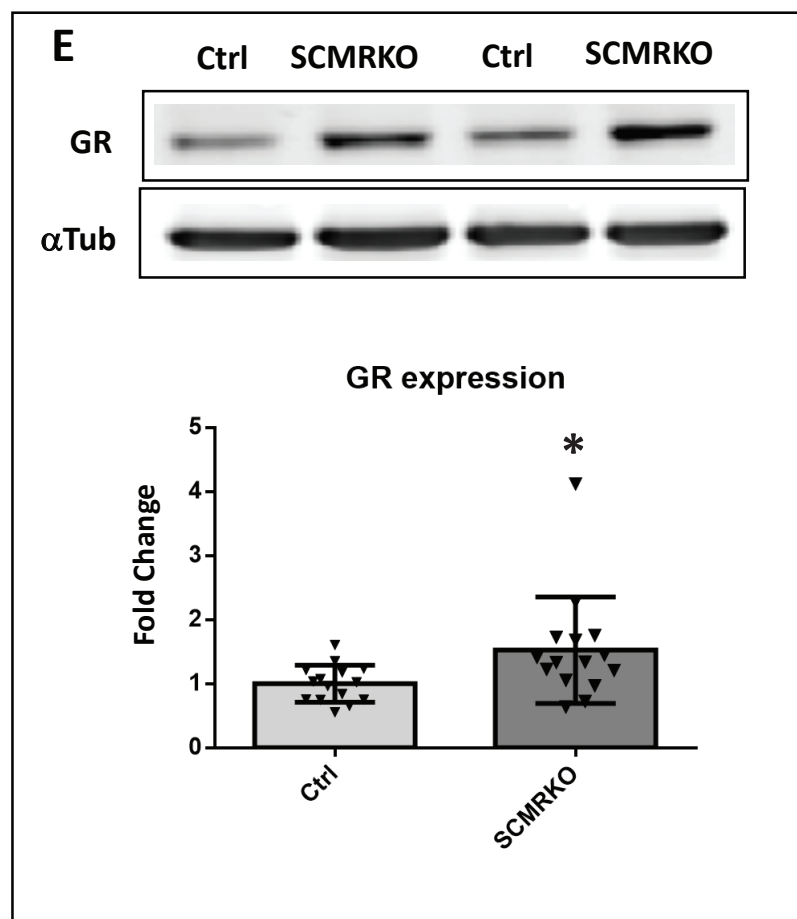 E
Ctrl SCMRKO Ctrl SCMRKO
GR
αTub
GR expression
5
*
4
3
2
1
0
Fold Change
Ctrl
SCMRKO